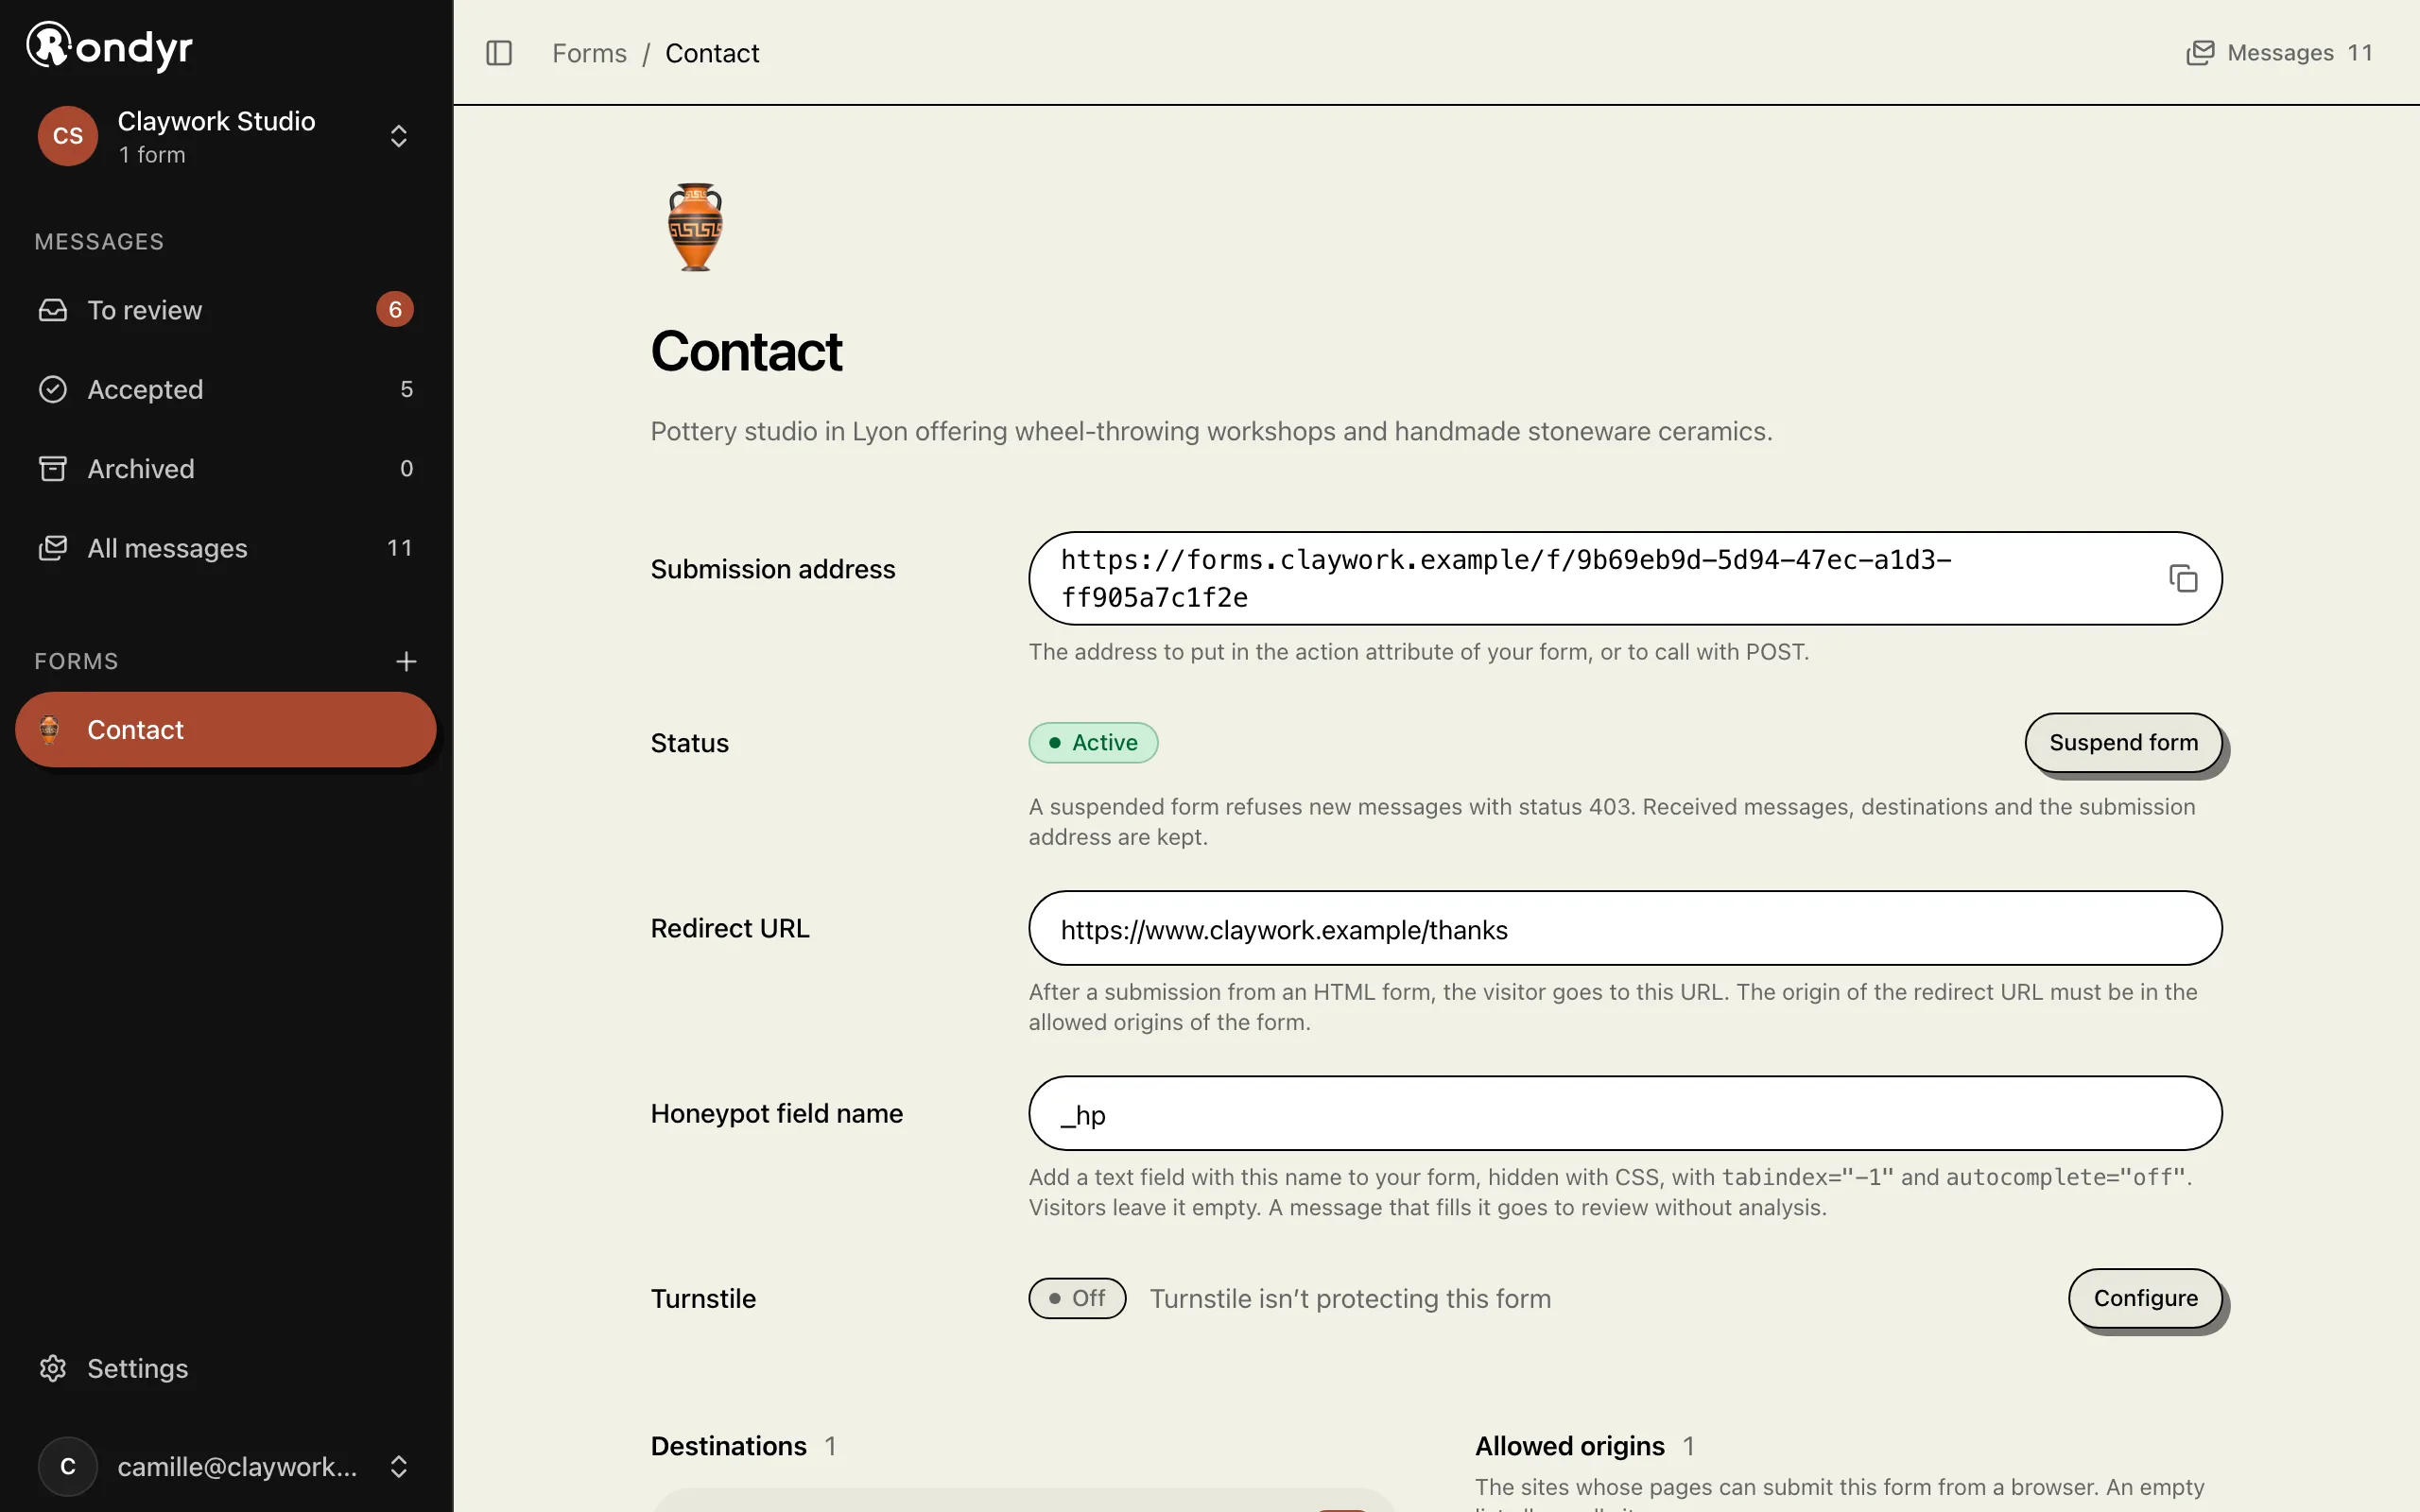 Rondyr
CS
Claywork Studio
1 form
MESSAGES
To review 6
Accepted 5
Archived 0
All messages 11
FORMS
Contact
Settings
C
camille@claywork...
Forms / Contact
Messages 11
Contact
Pottery studio in Lyon offering wheel-throwing workshops and handmade stoneware ceramics.
Submission address
https://forms.claywork.example/f/9b69eb9d-5d94-47ec-a1d3-
ff905a7c1f2e
The address to put in the action attribute of your form, or to call with POST.
Status
Active
Suspend form
A suspended form refuses new messages with status 403. Received messages, destinations and the submission
address are kept.
Redirect URL
https://www.claywork.example/thanks
After a submission from an HTML form, the visitor goes to this URL. The origin of the redirect URL must be in the
allowed origins of the form.
Honeypot field name
_hp
Add a text field with this name to your form, hidden with CSS, with tabindex="-1" and autocomplete="off".
Visitors leave it empty. A message that fills it goes to review without analysis.
Turnstile
Off
Turnstile isn’t protecting this form
Configure
Destinations 1
Allowed origins 1
The sites whose pages can submit this form from a browser. An empty